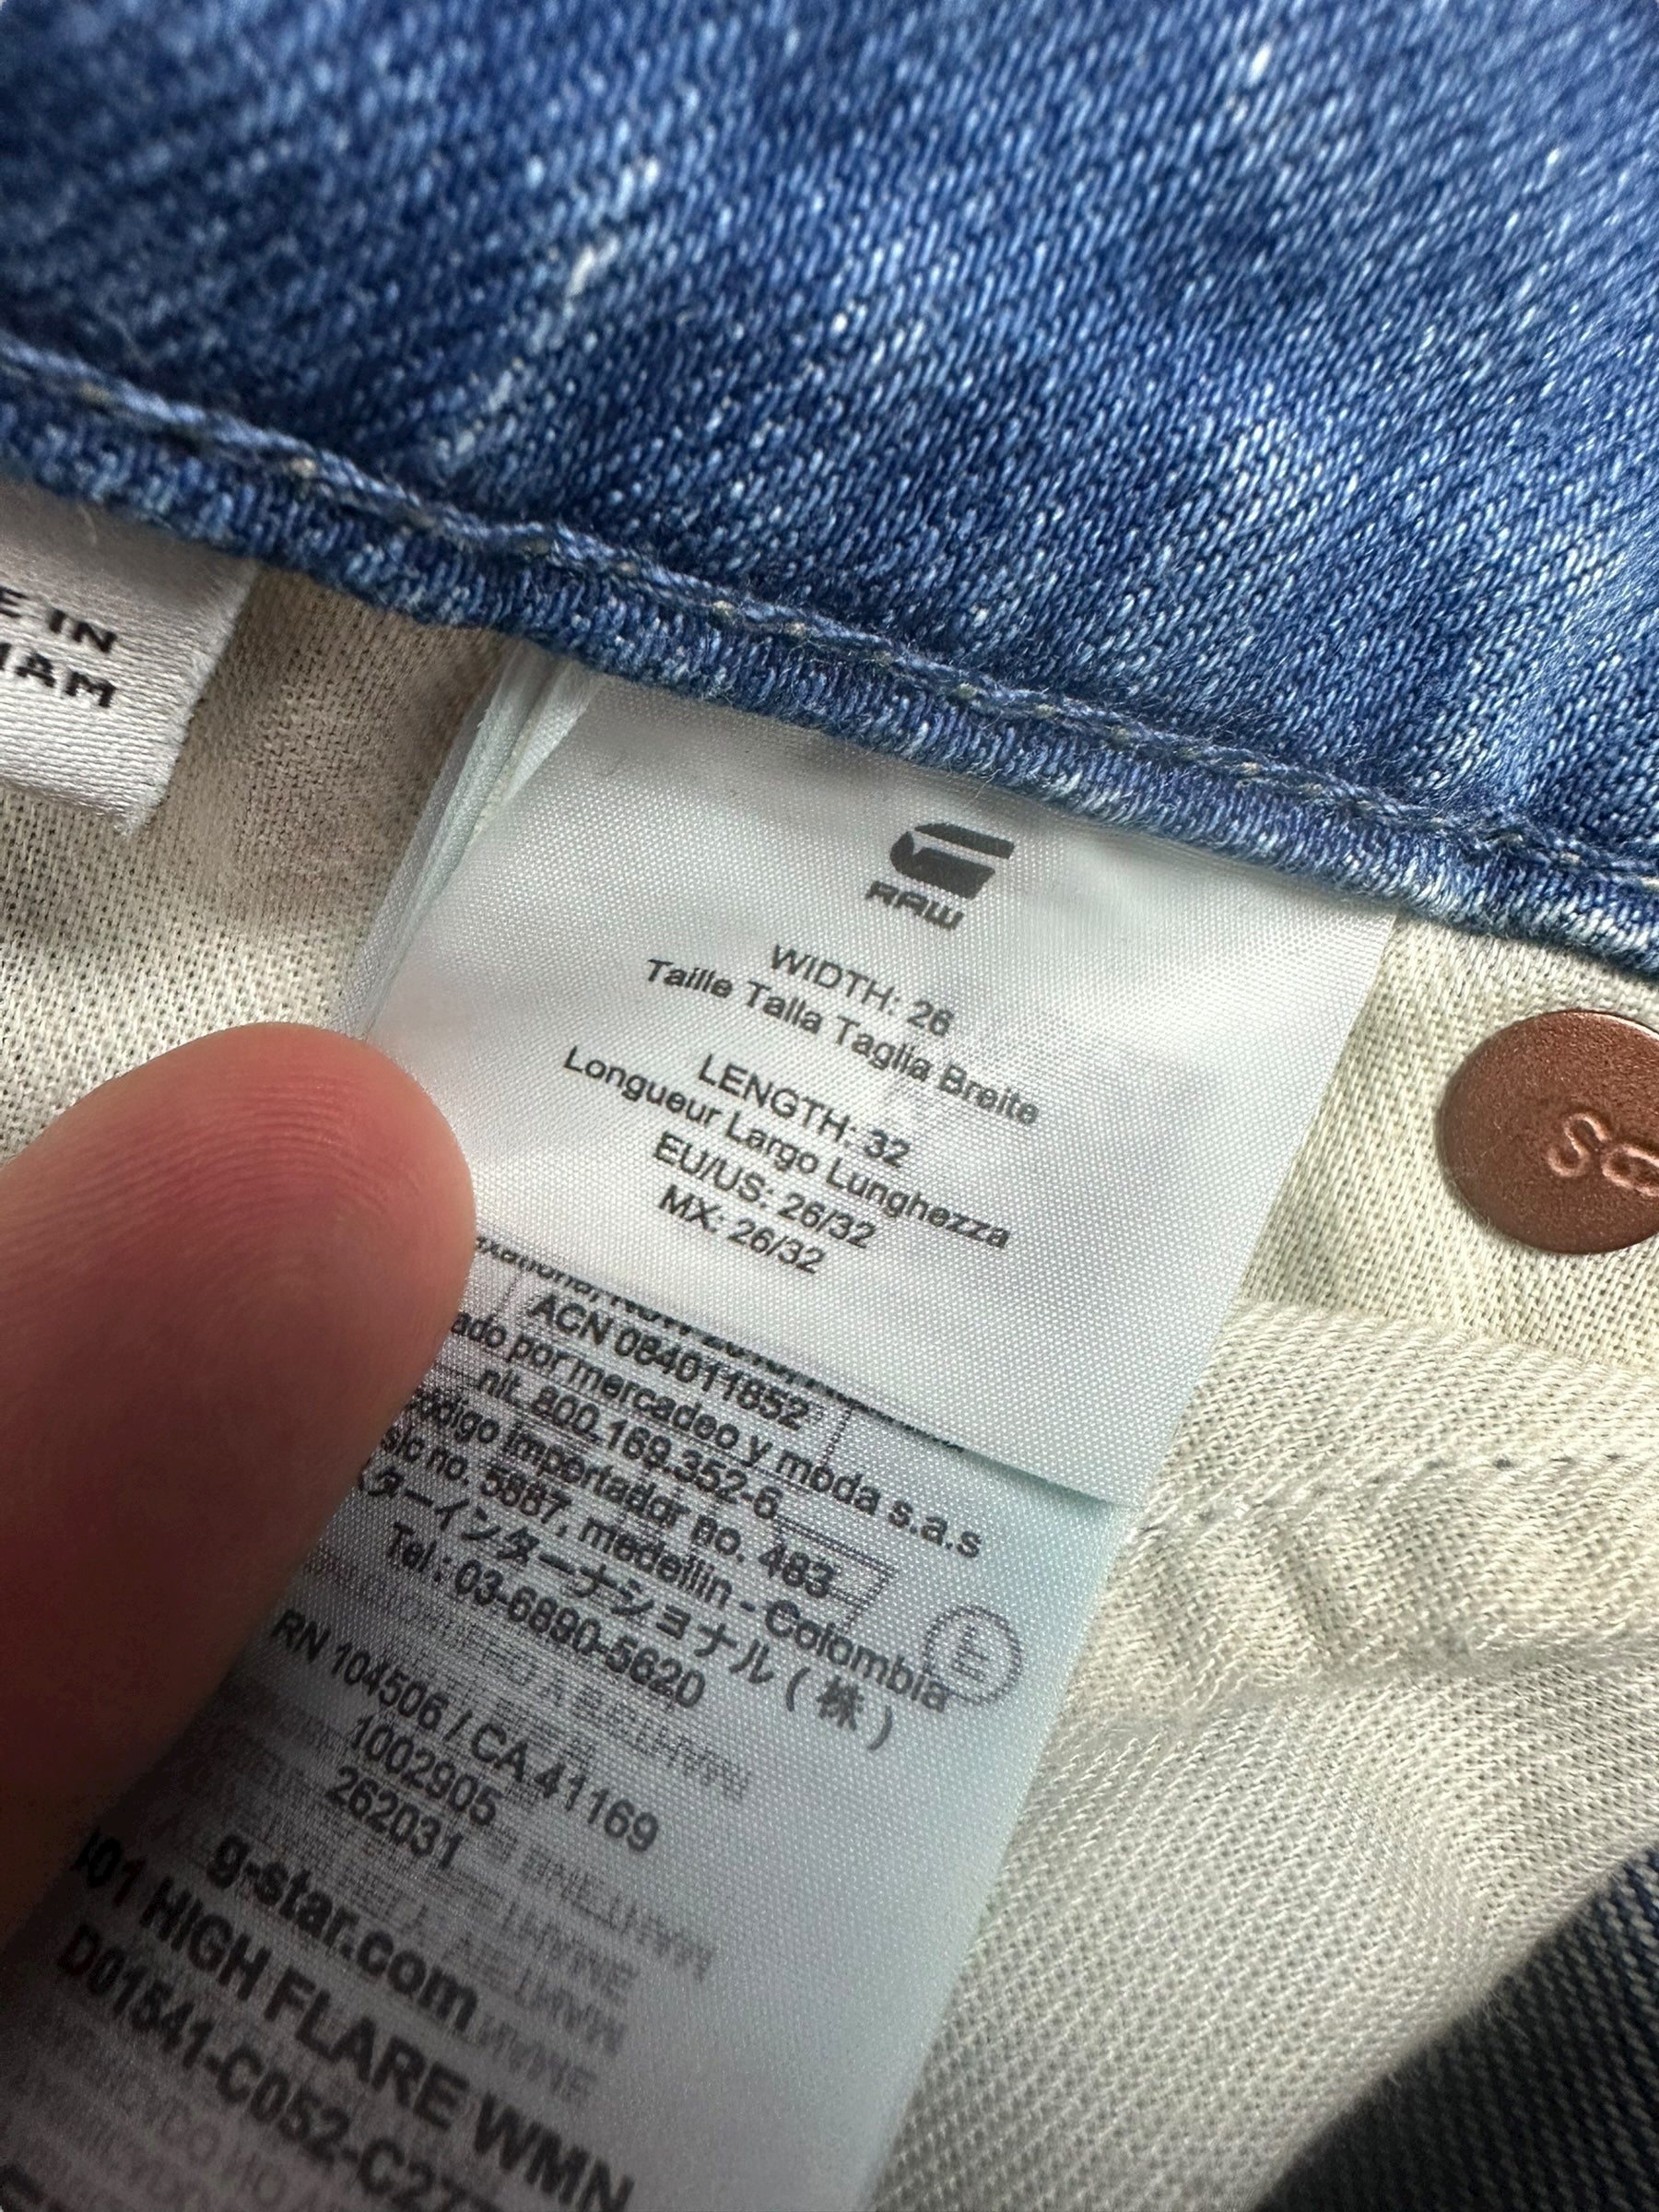 E IN
NAM
RAW
WIDTH: 26
Taille Talla Taglia Breite
LENGTH: 32
Longueur Largo Lunghezza
EU/US: 26/32
MX: 26/32
ACN 084011852
ado por mercadeo y moda s.a.s
nit. 800.169.352-6
código importador no. 483
sic no. 5887, medellin - Colombia
スターインターナショナル（株）
Tel : 03-6890-5620
RN 104506 / CA 41169
1002905
262031
g-star.com
HIGH FLARE WMN
D01541-C052-C27